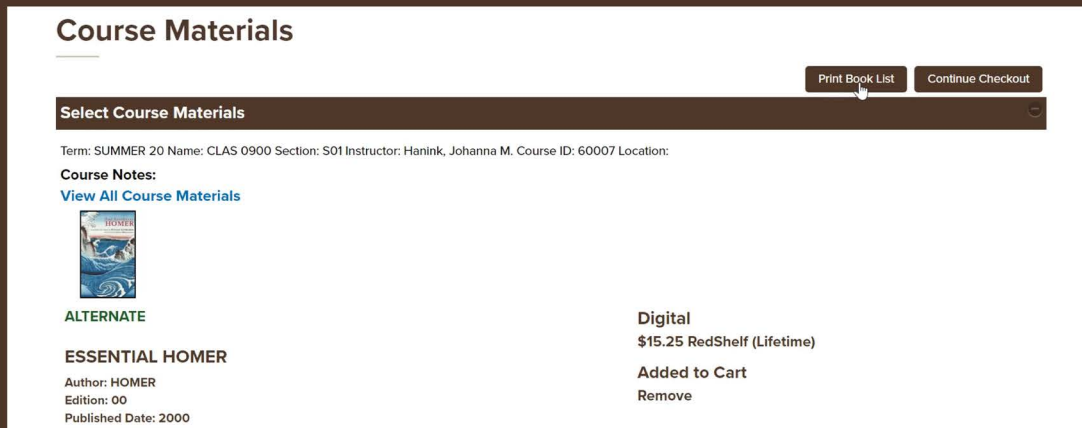 Course Materials
Print Book List
Continue Checkout
Select Course Materials
Term: SUMMER 20 Name: CLAS 0900 Section: S01 Instructor: Hanink, Johanna M. Course ID: 60007 Location:
Course Notes:
View All Course Materials
HOMER
ALTERNATE
ESSENTIAL HOMER
Author: HOMER
Edition: 00
Published Date: 2000
Digital
$15.25 RedShelf (Lifetime)
Added to Cart
Remove